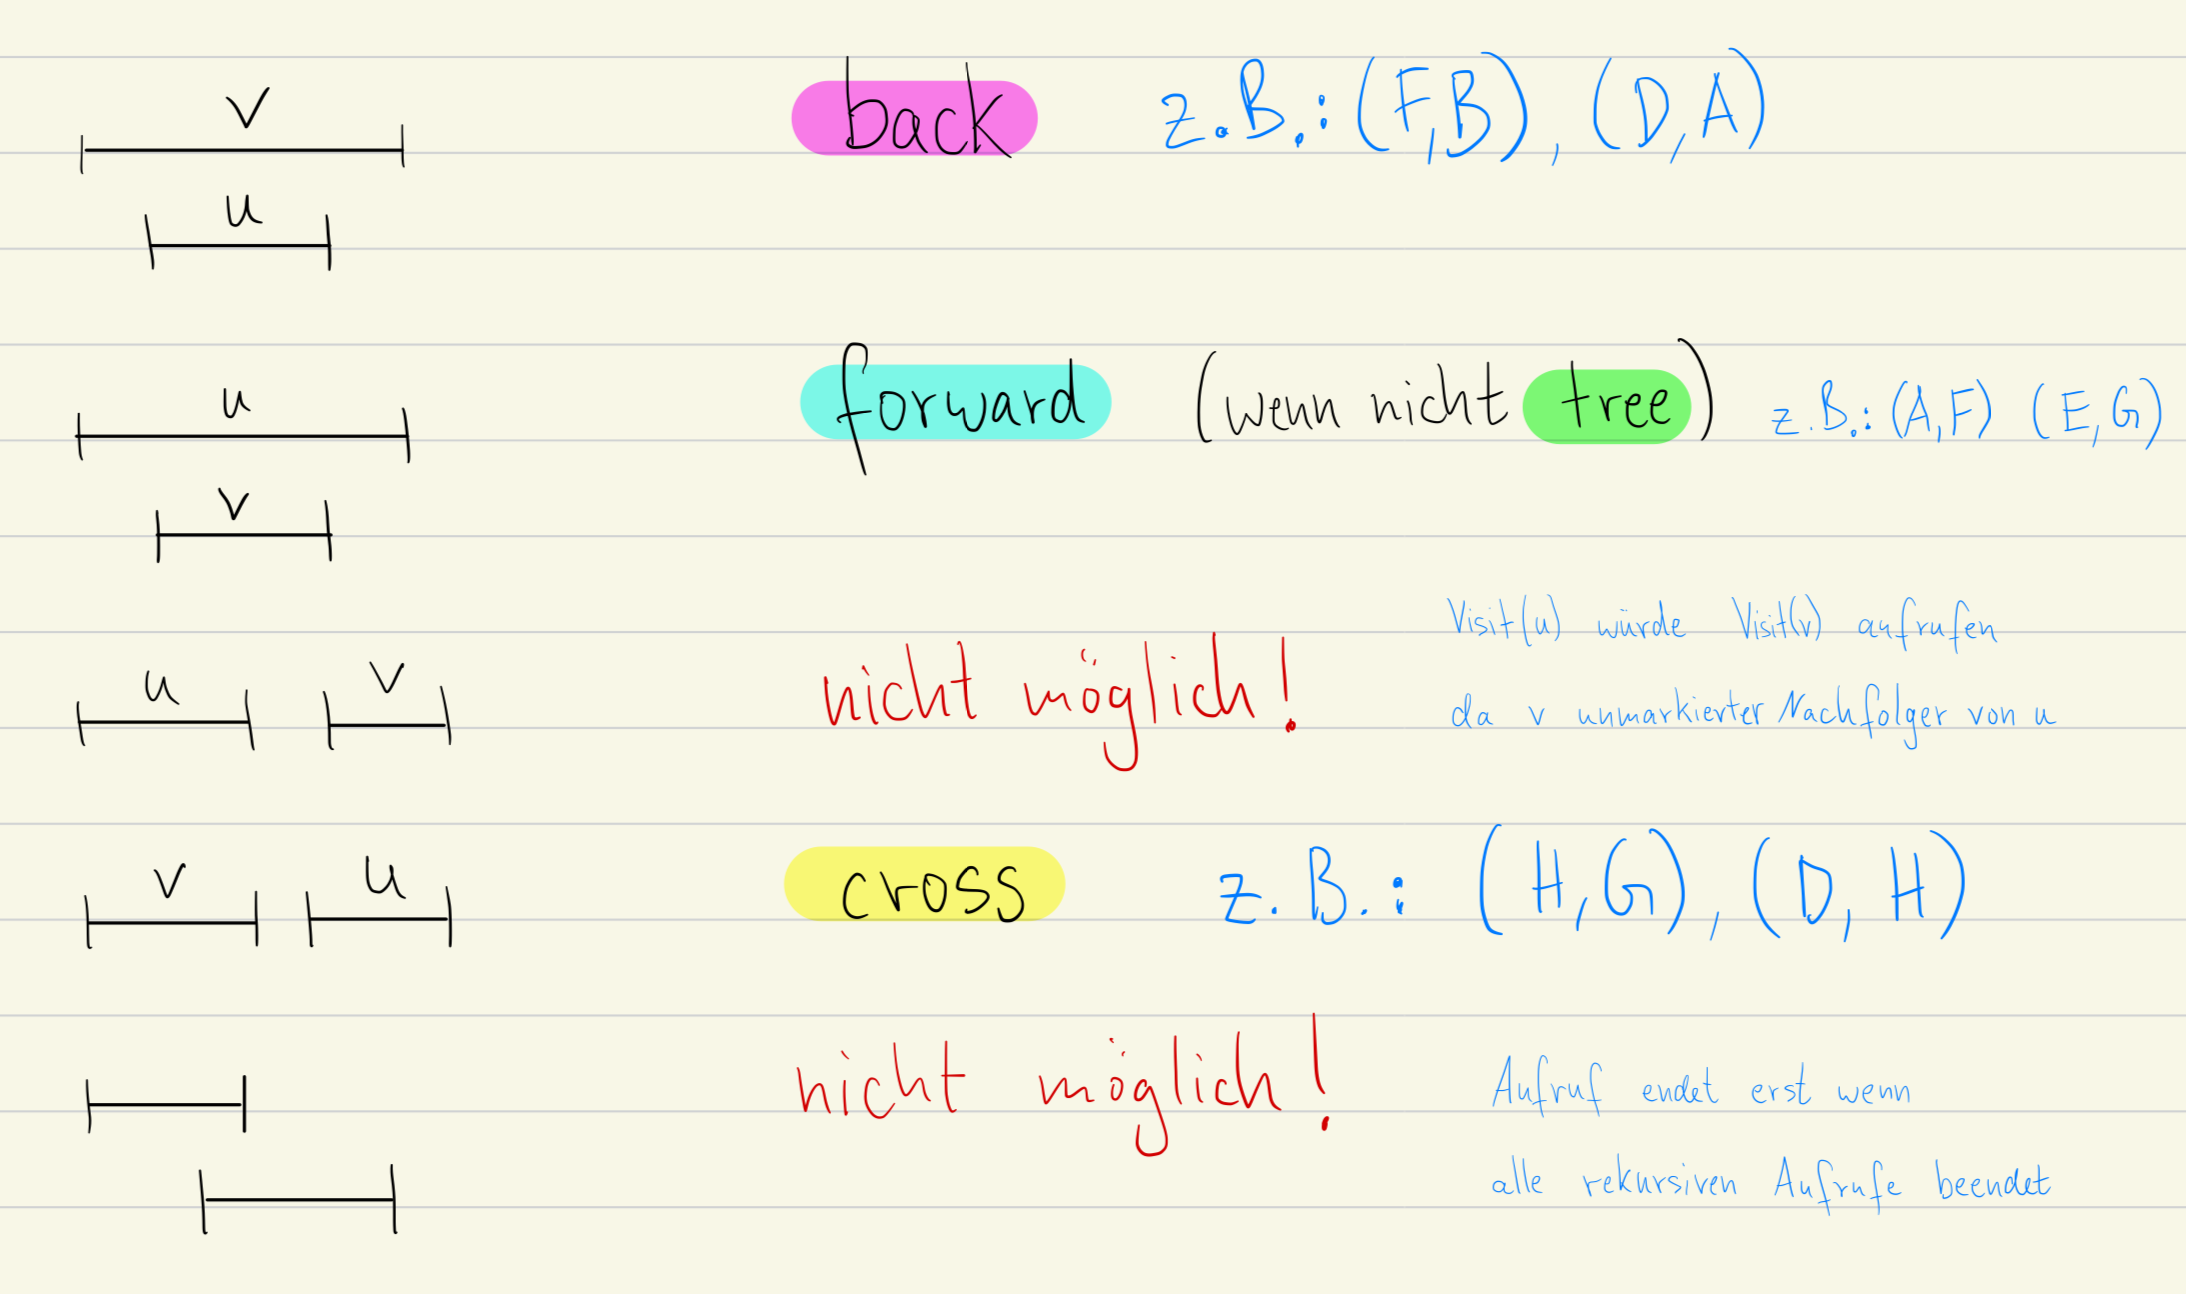 v back z.B.: (F,B), (D,A)
u
u forward (wenn nicht tree) z.B.: (A,F) (E,G)
v
Visit(u) würde Visit(v) aufrufen
u v nicht möglich!
da v unmarkierter Nachfolger von u
v u cross z.B.: (H,G), (D,H)
nicht möglich! Aufruf endet erst wenn
alle rekursiven Aufrufe beendet